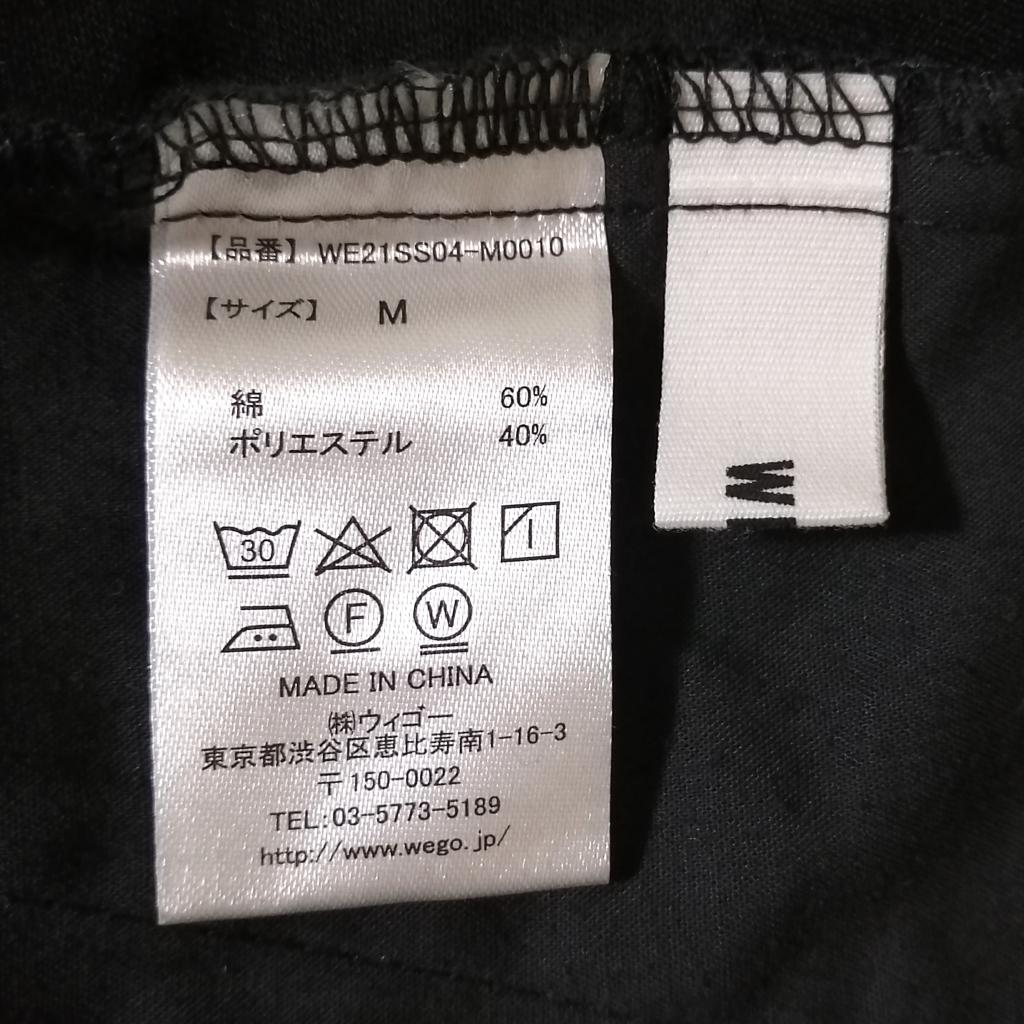 【品番】 WE21SS04-M0010
【サイズ】 M
綿 60%
ポリエステル 40%
30
F W
MADE IN CHINA
㈱ウィゴー
東京都渋谷区恵比寿南1-16-3
〒150-0022
TEL:03-5773-5189
http://www.wego.jp/
W